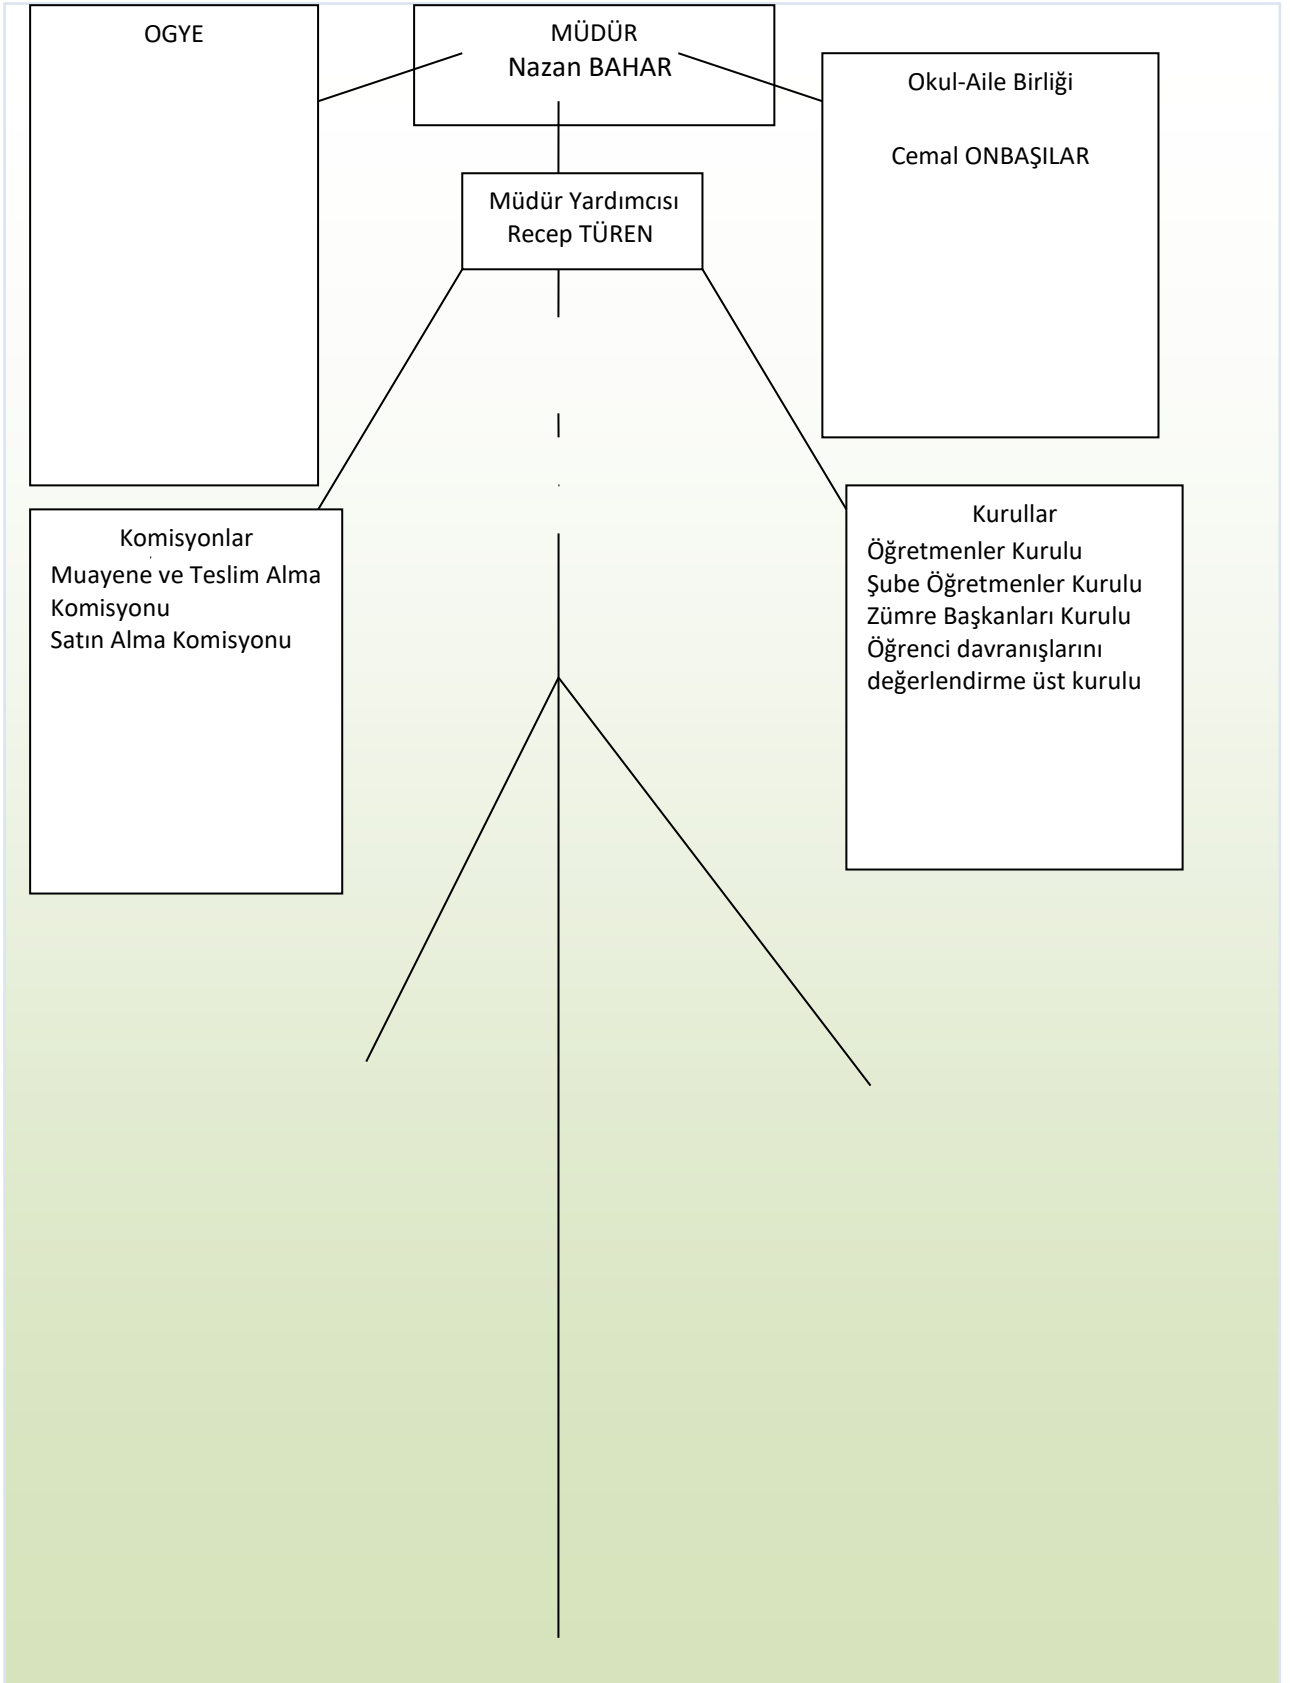 OGYE
MÜDÜR
Nazan BAHAR
Okul-Aile Birliği
Cemal ONBAŞILAR
Müdür Yardımcısı
Recep TÜREN
Komisyonlar
Muayene ve Teslim Alma
Komisyonu
Satın Alma Komisyonu
Kurullar
Öğretmenler Kurulu
Şube Öğretmenler Kurulu
Zümre Başkanları Kurulu
Öğrenci davranışlarını
değerlendirme üst kurulu